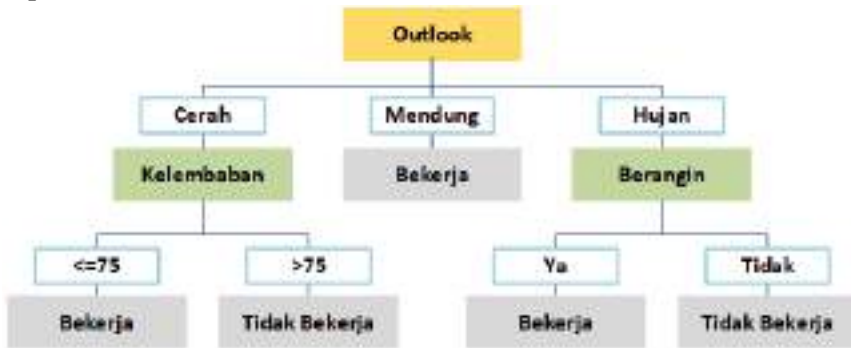 Outlook
Cerah Mendung Hujan
Kelembaban Bekerja Berangin
<=75 >75 Ya Tidak
Bekerja Tidak Bekerja Bekerja Tidak Bekerja